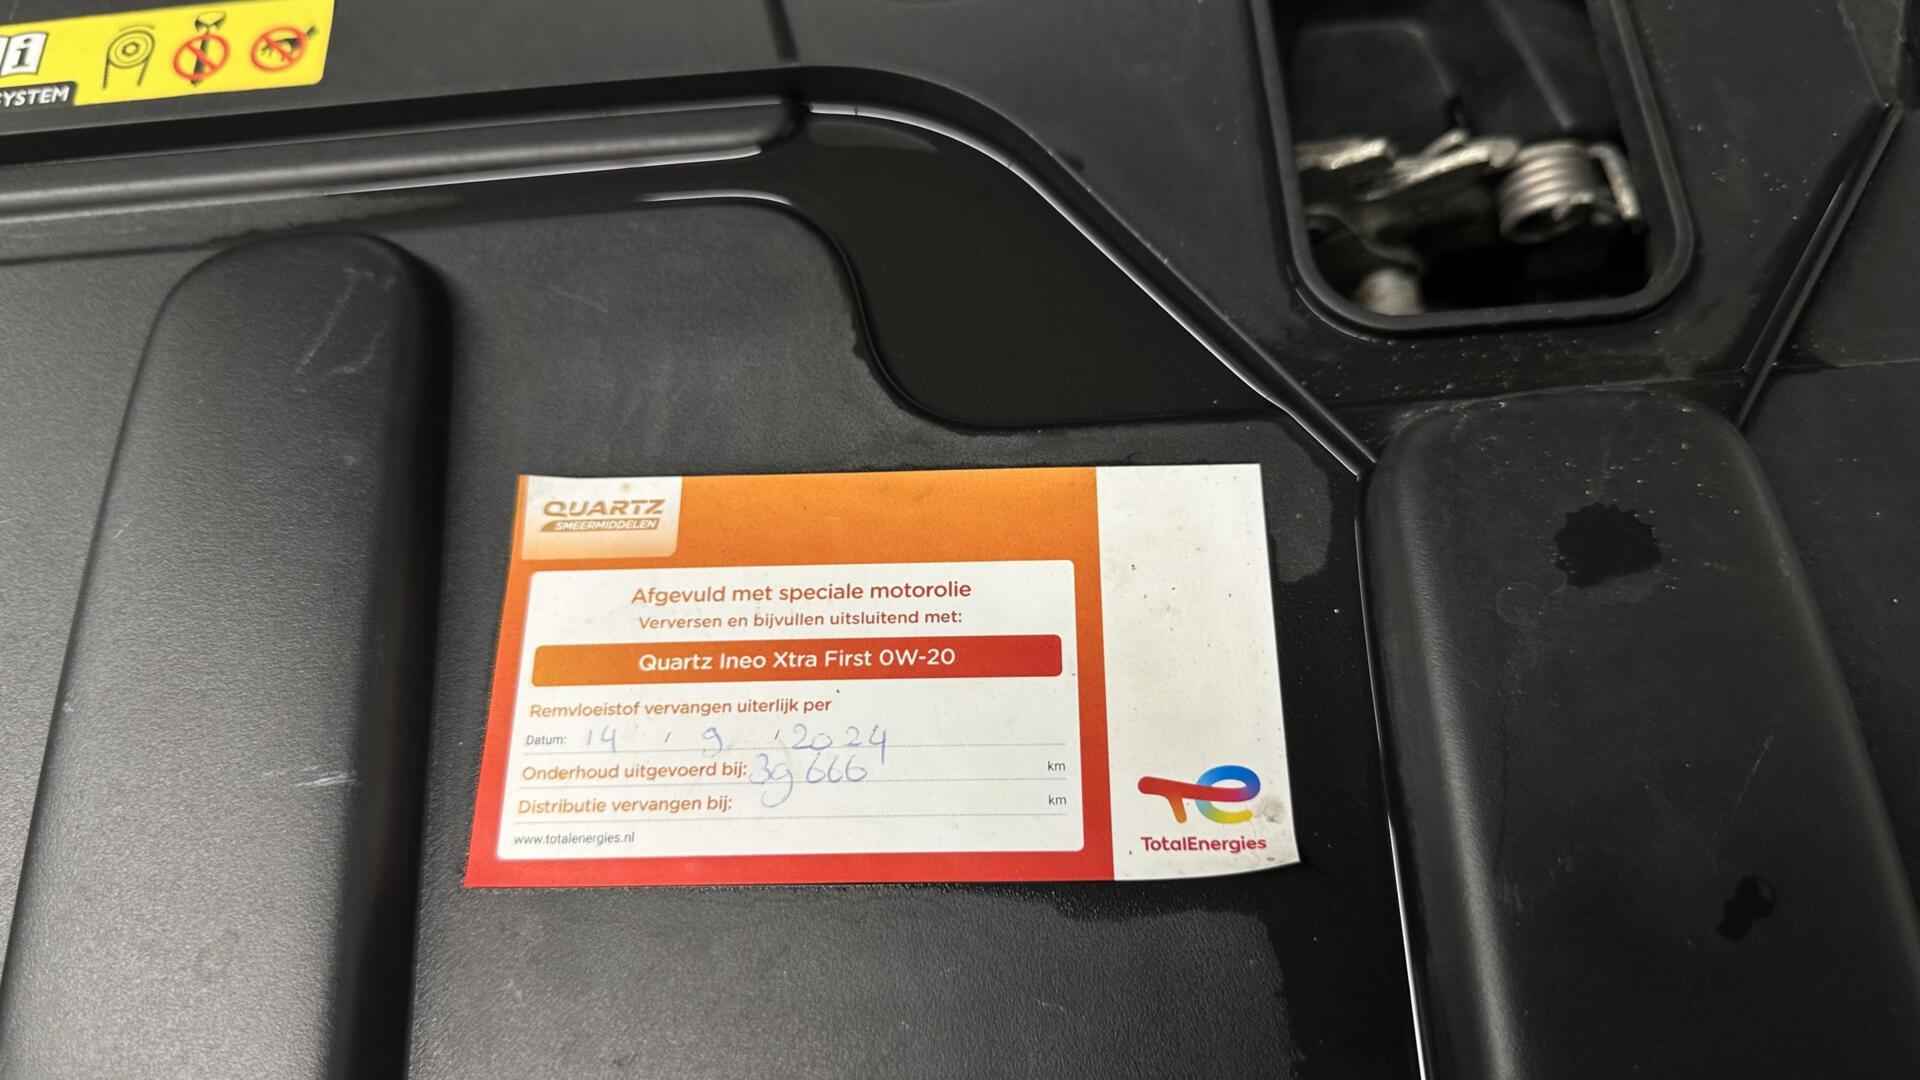 SYSTEM
QUARTZ
SMEERMIDDELEN
Afgevuld met speciale motorolie
Verversen en bijvullen uitsluitend met:
Quartz Ineo Xtra First 0W-20
Remvloeistof vervangen uiterlijk per
Datum: 14 / 9 / 2024
Onderhoud uitgevoerd bij: 39 666 km
Distributie vervangen bij: km
www.totalenergies.nl
TotalEnergies